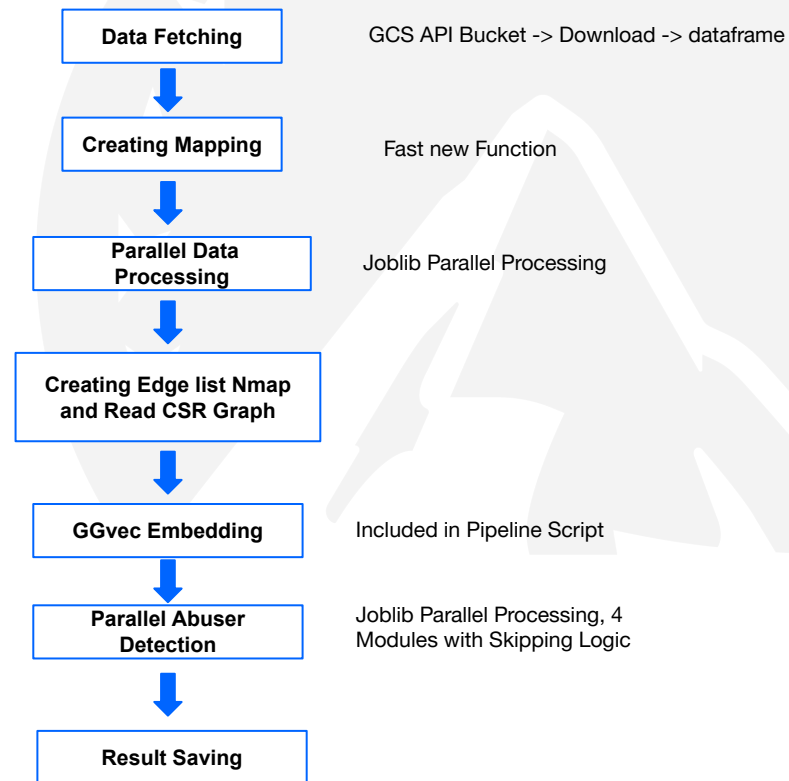 Data Fetching
GCS API Bucket -> Download -> dataframe
Creating Mapping
Fast new Function
Parallel Data
Processing
Joblib Parallel Processing
Creating Edge list Nmap
and Read CSR Graph
GGvec Embedding
Included in Pipeline Script
Parallel Abuser
Detection
Joblib Parallel Processing, 4
Modules with Skipping Logic
Result Saving